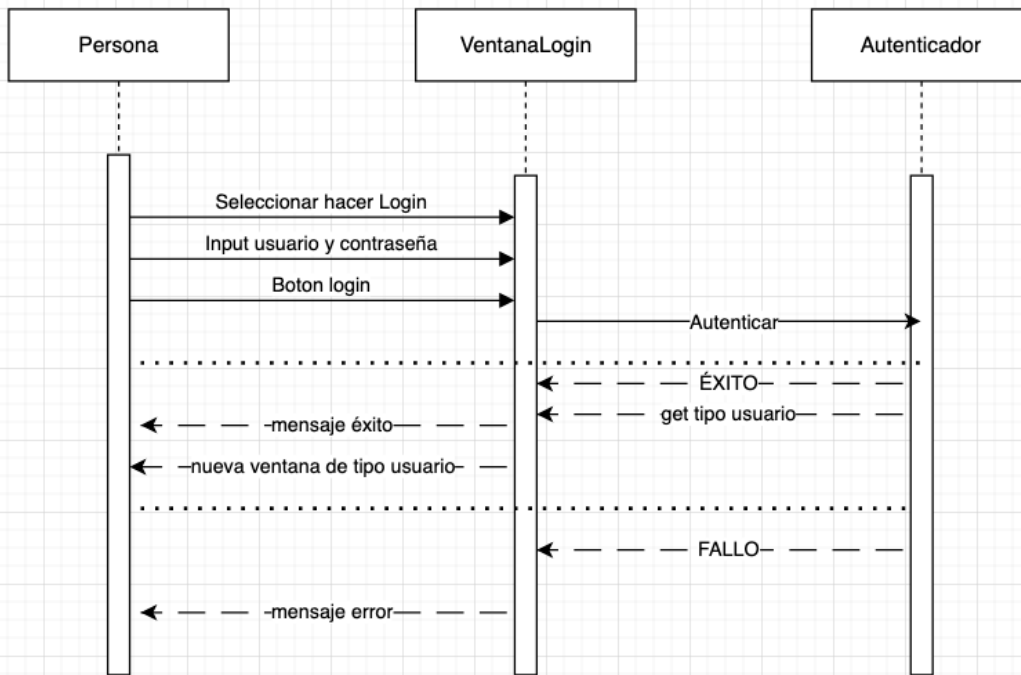 Persona
VentanaLogin
Autenticador
Seleccionar hacer Login
Input usuario y contraseña
Boton login
Autenticar
ÉXITO
get tipo usuario
mensaje éxito
nueva ventana de tipo usuario
FALLO
mensaje error